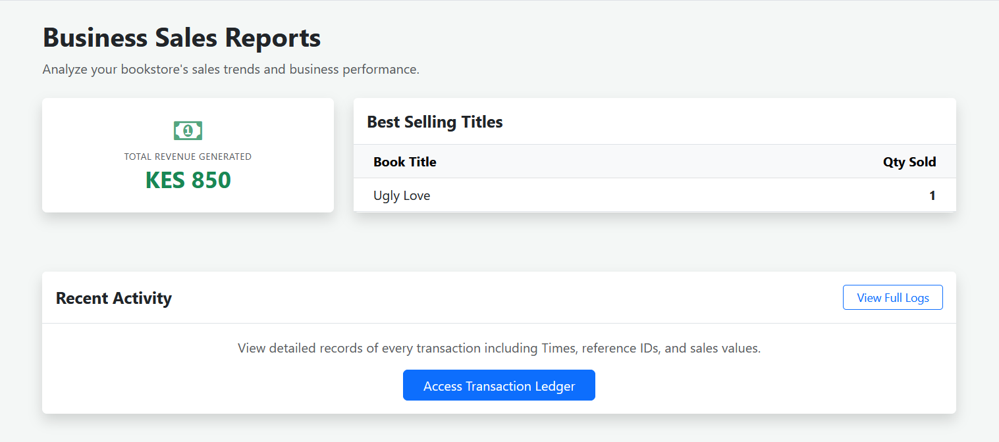 Business Sales Reports
Analyze your bookstore's sales trends and business performance.
1
TOTAL REVENUE GENERATED
KES 850
Best Selling Titles
Book Title Qty Sold
Ugly Love 1
Recent Activity
View Full Logs
View detailed records of every transaction including Times, reference IDs, and sales values.
Access Transaction Ledger